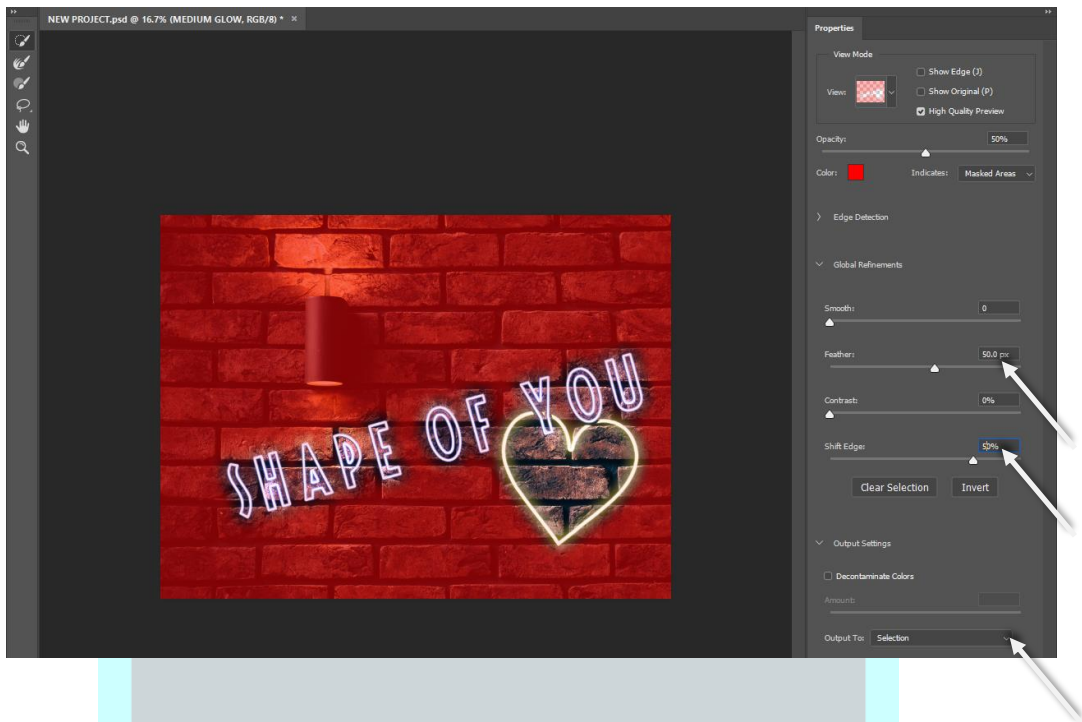 NEW PROJECT.psd @ 16.7% (MEDIUM GLOW, RGB/8) * ×
Properties
View Mode
Show Edge (J)
View:
Show Original (P)
High Quality Preview
Opacity: 50%
Color: Indicates: Masked Areas
Edge Detection
Global Refinements
Smooth: 0
Feather: 50.0 px
Contrast: 0%
Shift Edge: 50%
Clear Selection Invert
Output Settings
Decontaminate Colors
Amount:
Output To: Selection
SHAPE OF YOU